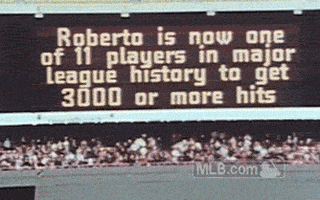 Roberto is now one
of 11 players in major
league history to get
3000 or more hits
MLB.com